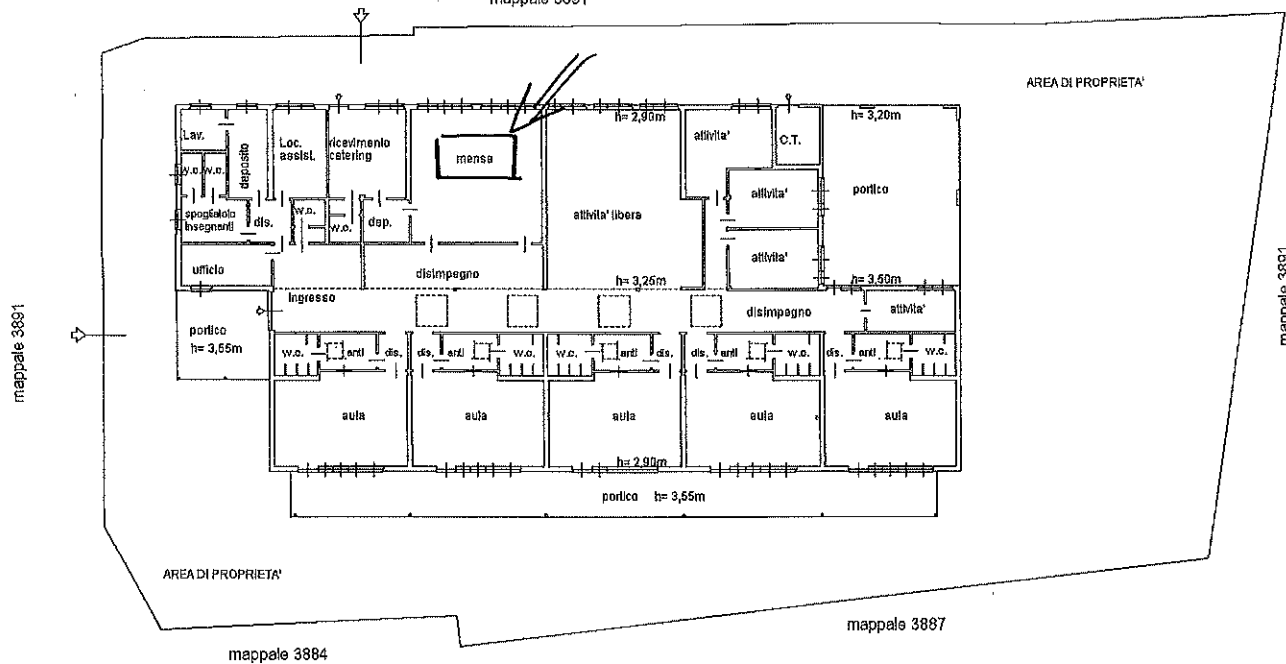 mappale 3891
AREA DI PROPRIETA'
h= 2,90m
h= 3,20m
Lav.
deposito
Loc.
assist.
ricevimento
catering
mensa
attivita'
C.T.
w.c.
w.c.
attivita'
portico
spogliatoio
insegnanti
dis.
w.c.
w.c.
dep.
attivita' libera
attivita'
ufficio
disimpegno
h= 3,25m
h= 3,50m
ingresso
disimpegno
attivita'
mappale 3891
mappale 3891
portico
h= 3,55m
w.c.
anti
dis.
dis.
anti
w.c.
w.c.
anti
dis.
dis.
anti
w.c.
dis.
anti
w.c.
aula
aula
aula
aula
aula
h= 2,90m
portico h= 3,55m
AREA DI PROPRIETA'
mappale 3884
mappale 3887